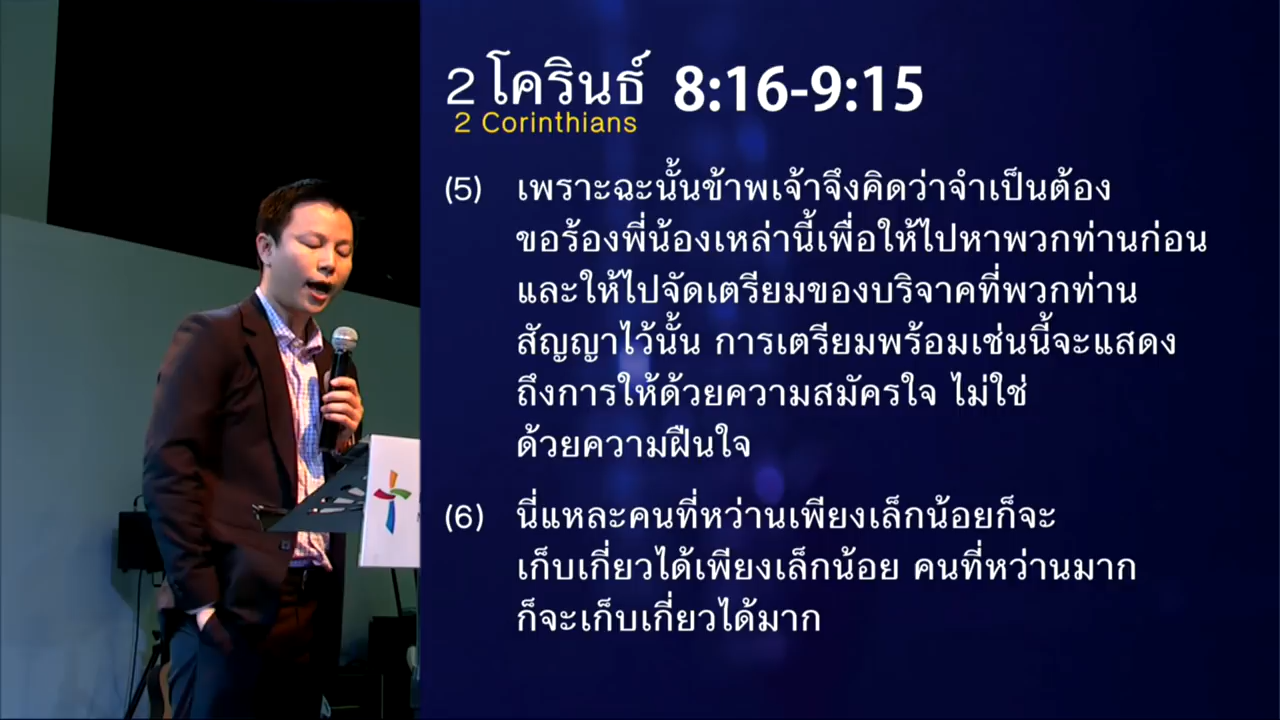 2 โครินธ์ 8:16-9:15
2 Corinthians
(5) เพราะฉะนั้นข้าพเจ้าจึงคิดว่าจำเป็นต้อง
ขอร้องพี่น้องเหล่านี้เพื่อให้ไปหาพวกท่านก่อน
และให้ไปจัดเตรียมของบริจาคที่พวกท่าน
สัญญาไว้นั้น การเตรียมพร้อมเช่นนี้จะแสดง
ถึงการให้ด้วยความสมัครใจ ไม่ใช่
ด้วยความฝืนใจ
(6) นี่แหละคนที่หว่านเพียงเล็กน้อยก็จะ
เก็บเกี่ยวได้เพียงเล็กน้อย คนที่หว่านมาก
ก็จะเก็บเกี่ยวได้มาก